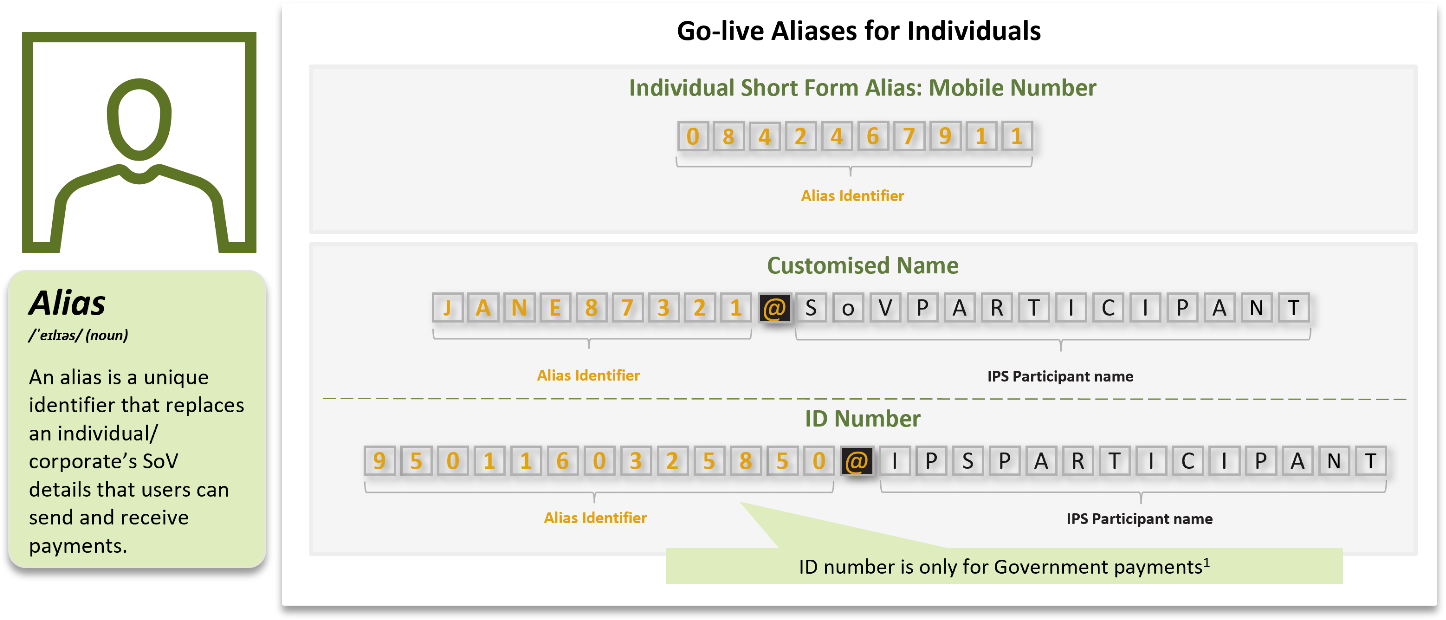 Go-live Aliases for Individuals
Individual Short Form Alias: Mobile Number
0842467911
Alias Identifier
Customised Name
JANE87321@SoVPARTICIPANT
Alias Identifier
IPS Participant name
ID Number
9501160325850@IPSPARTICIPANT
Alias Identifier
IPS Participant name
ID number is only for Government payments¹
Alias
/ˈeɪlɪəs/ (noun)
An alias is a unique
identifier that replaces
an individual/
corporate’s SoV
details that users can
send and receive
payments.